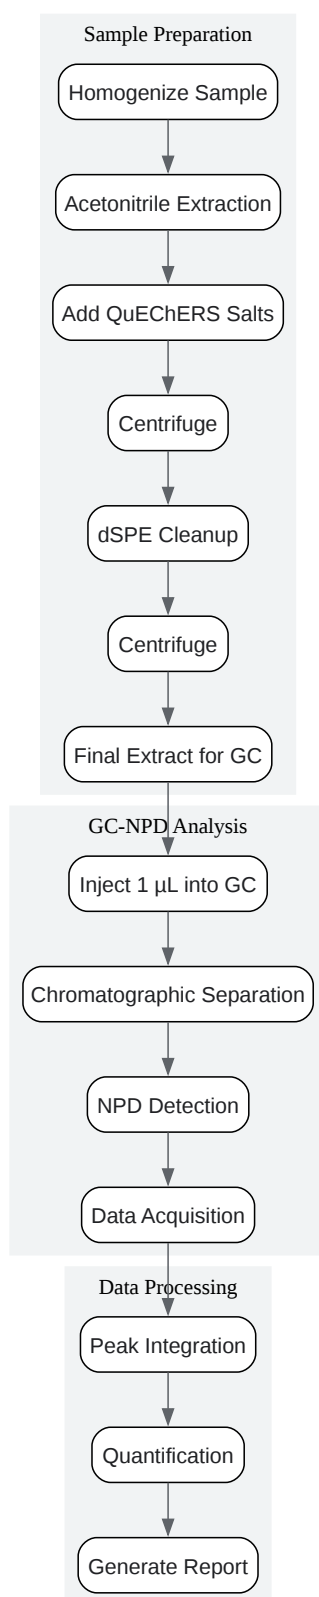 Sample Preparation
Homogenize Sample
Acetonitrile Extraction
Add QuEChERS Salts
Centrifuge
dSPE Cleanup
Centrifuge
Final Extract for GC
GC-NPD Analysis
Inject 1 µL into GC
Chromatographic Separation
NPD Detection
Data Acquisition
Data Processing
Peak Integration
Quantification
Generate Report